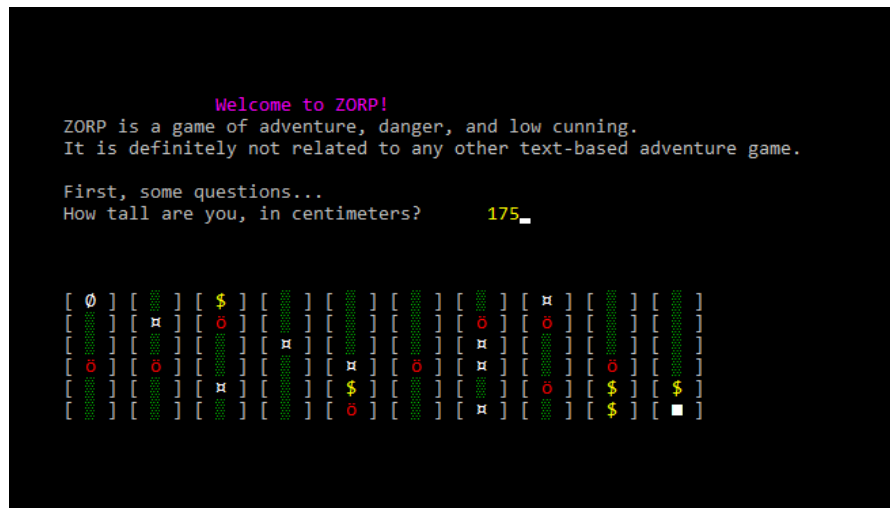 Welcome to ZORP!
ZORP is a game of adventure, danger, and low cunning.
It is definitely not related to any other text-based adventure game.
First, some questions...
How tall are you, in centimeters? 175
[ Ø ] [ ▒ ] [ $ ] [ ▒ ] [ ▒ ] [ ▒ ] [ ▒ ] [ ¤ ] [ ▒ ] [ ▒ ]
[ ▒ ] [ ¤ ] [ ö ] [ ▒ ] [ ▒ ] [ ▒ ] [ ö ] [ ö ] [ ▒ ] [ ▒ ]
[ ▒ ] [ ▒ ] [ ▒ ] [ ¤ ] [ ▒ ] [ ▒ ] [ ¤ ] [ ▒ ] [ ▒ ] [ ▒ ]
[ ö ] [ ö ] [ ▒ ] [ ▒ ] [ ¤ ] [ ö ] [ ¤ ] [ ▒ ] [ ö ] [ ▒ ]
[ ▒ ] [ ▒ ] [ ¤ ] [ ▒ ] [ $ ] [ ▒ ] [ ▒ ] [ ö ] [ $ ] [ $ ]
[ ▒ ] [ ▒ ] [ ▒ ] [ ▒ ] [ ö ] [ ▒ ] [ ¤ ] [ ▒ ] [ $ ] [ ■ ]